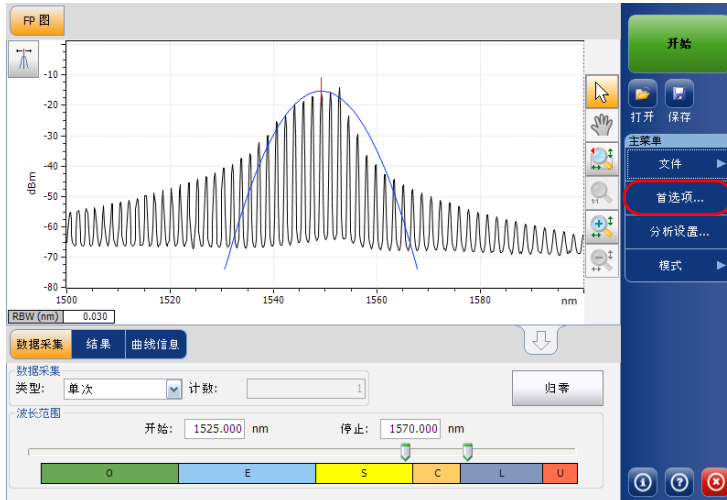 FP 图
开始
打开 保存
主菜单
文件
首选项...
分析设置...
模式
dBm
-10
-20
-30
-40
-50
-60
-70
-80
1:1
1500 1520 1540 1560 1580 nm
RBW (nm) 0.030
数据采集 结果 曲线信息
数据采集
类型: 单次 计数: 1 归零
波长范围
开始: 1525.000 nm 停止: 1570.000 nm
O E S C L U